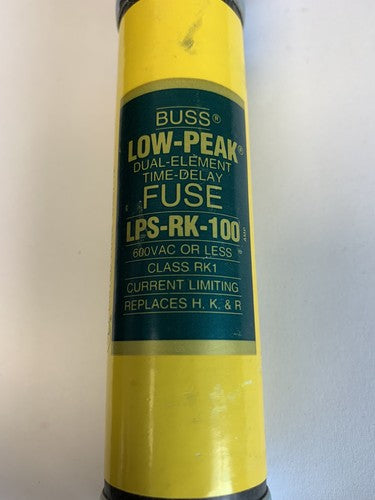 BUSS®
LOW-PEAK®
DUAL-ELEMENT
TIME-DELAY
FUSE
LPS-RK-100
600VAC OR LESS
CLASS RK1
CURRENT LIMITING
REPLACES H, K, & R